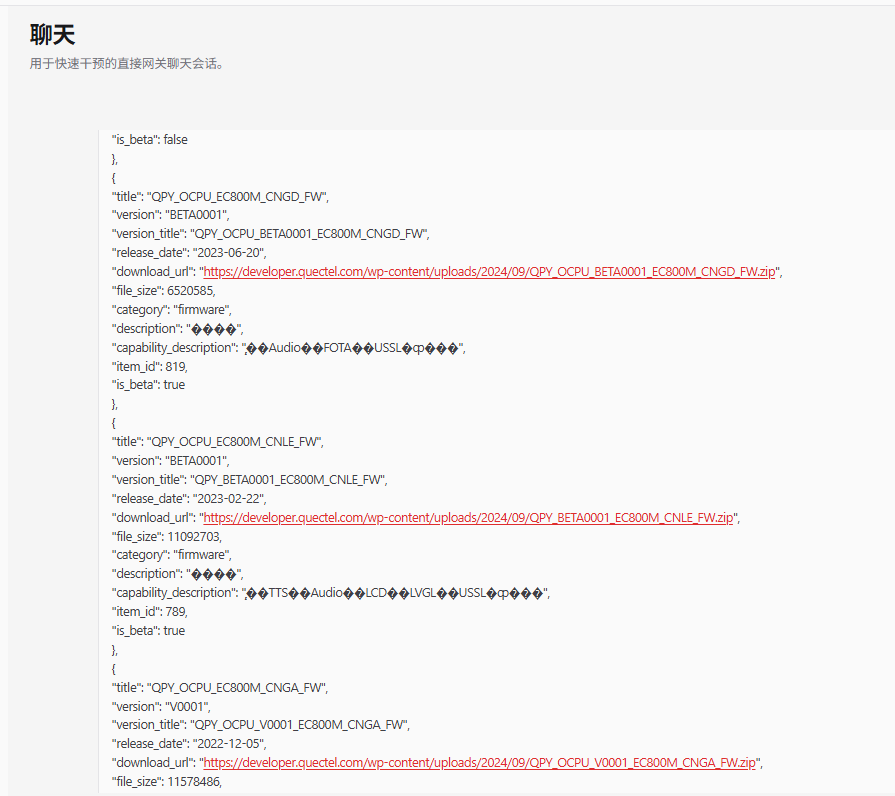 聊天
用于快速干预的直接网关聊天会话。
"is_beta": false
},
{
"title": "QPY_OCPU_EC800M_CNGD_FW",
"version": "BETA0001",
"version_title": "QPY_OCPU_BETA0001_EC800M_CNGD_FW",
"release_date": "2023-06-20",
"download_url": "https://developer.quectel.com/wp-content/uploads/2024/09/QPY_OCPU_BETA0001_EC800M_CNGD_FW.zip",
"file_size": 6520585,
"category": "firmware",
"description": "����",
"capability_description": "̧��Audio��FOTA��USSL�ȹ���",
"item_id": 819,
"is_beta": true
},
{
"title": "QPY_OCPU_EC800M_CNLE_FW",
"version": "BETA0001",
"version_title": "QPY_BETA0001_EC800M_CNLE_FW",
"release_date": "2023-02-22",
"download_url": "https://developer.quectel.com/wp-content/uploads/2024/09/QPY_BETA0001_EC800M_CNLE_FW.zip",
"file_size": 11092703,
"category": "firmware",
"description": "����",
"capability_description": "̧��TTS��Audio��LCD��LVGL��USSL�ȹ���",
"item_id": 789,
"is_beta": true
},
{
"title": "QPY_OCPU_EC800M_CNGA_FW",
"version": "V0001",
"version_title": "QPY_OCPU_V0001_EC800M_CNGA_FW",
"release_date": "2022-12-05",
"download_url": "https://developer.quectel.com/wp-content/uploads/2024/09/QPY_OCPU_V0001_EC800M_CNGA_FW.zip",
"file_size": 11578486,